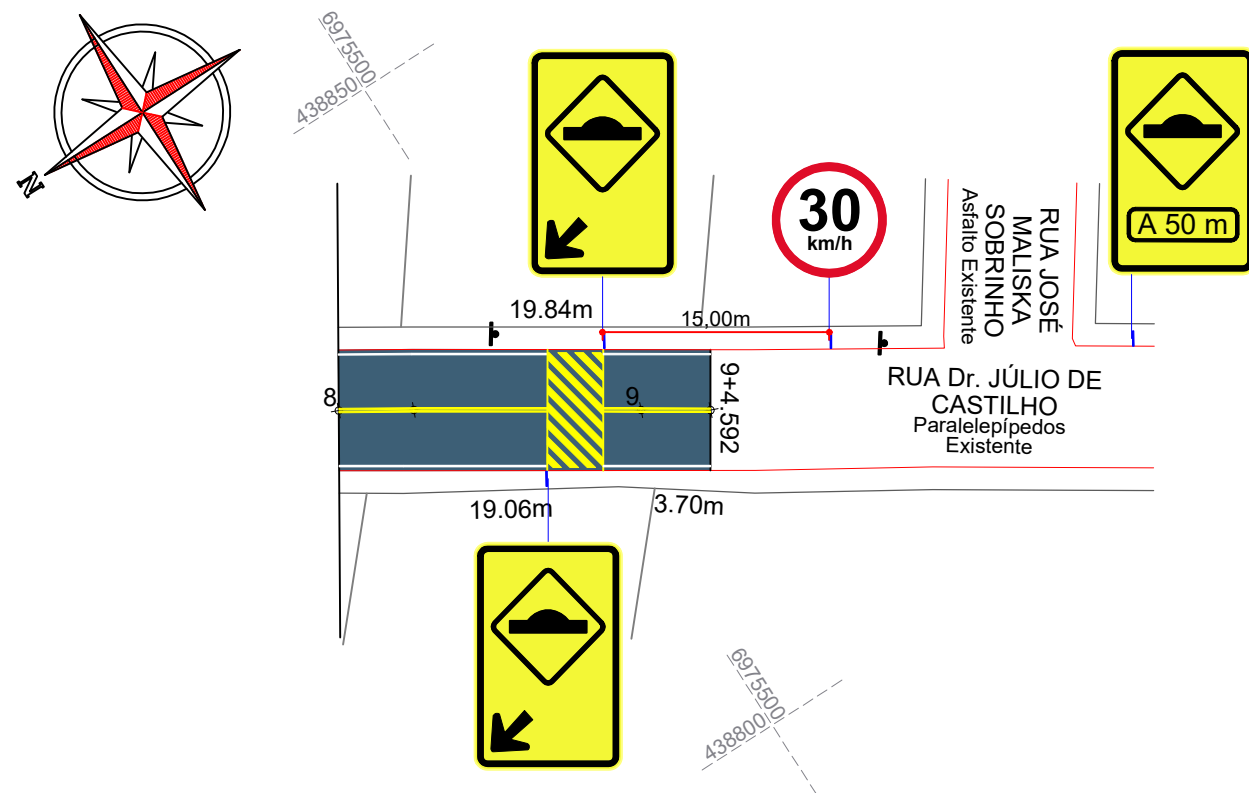 N
6975500
438850
30
km/h
A 50 m
RUA JOSÉ
MALISKA
SOBRINHO
Asfalto Existente
19.84m
15,00m
8
9
9+4.592
RUA Dr. JÚLIO DE
CASTILHO
Paralelepípedos
Existente
19.06m
3.70m
6975500
438800